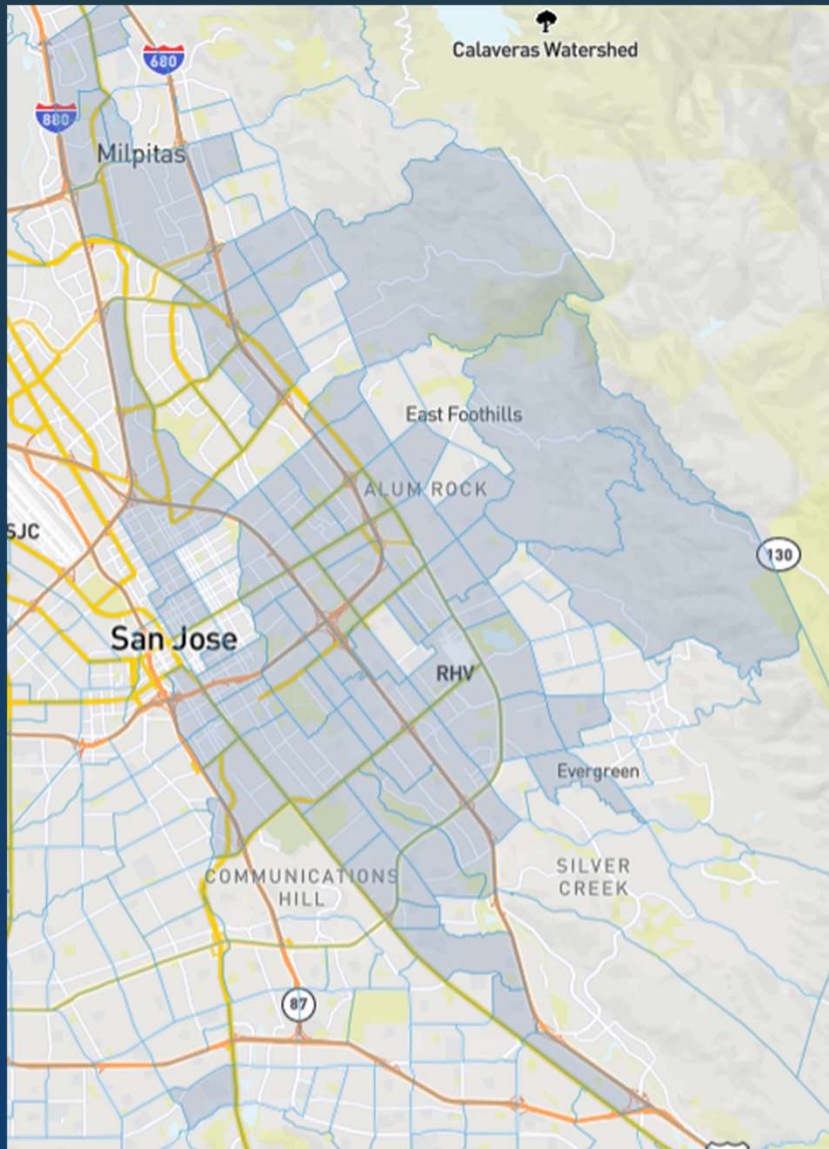 Calaveras Watershed
680
880
Milpitas
East Foothills
ALUM ROCK
SJC
130
San Jose
RHV
Evergreen
COMMUNICATIONS
HILL
SILVER
CREEK
87